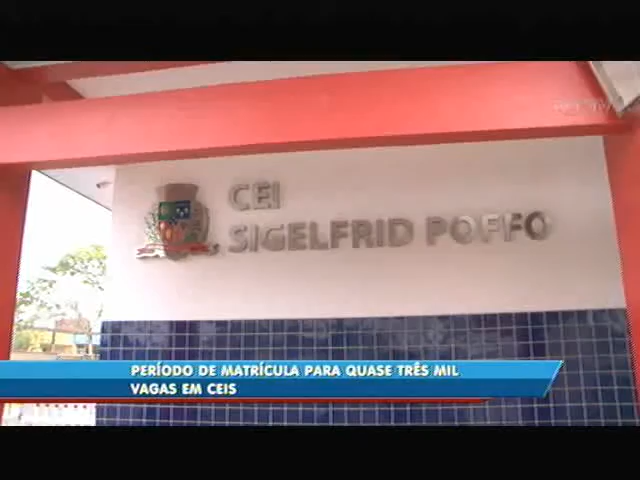 CEI
SIGELFRID POFFO
PERÍODO DE MATRÍCULA PARA QUASE TRÊS MIL
VAGAS EM CEIS